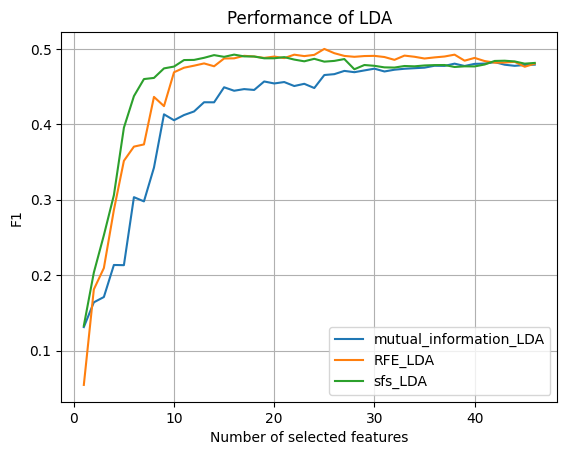 Performance of LDA
F1
0.5
0.4
0.3
0.2
0.1
mutual_information_LDA
RFE_LDA
sfs_LDA
0 10 20 30 40
Number of selected features